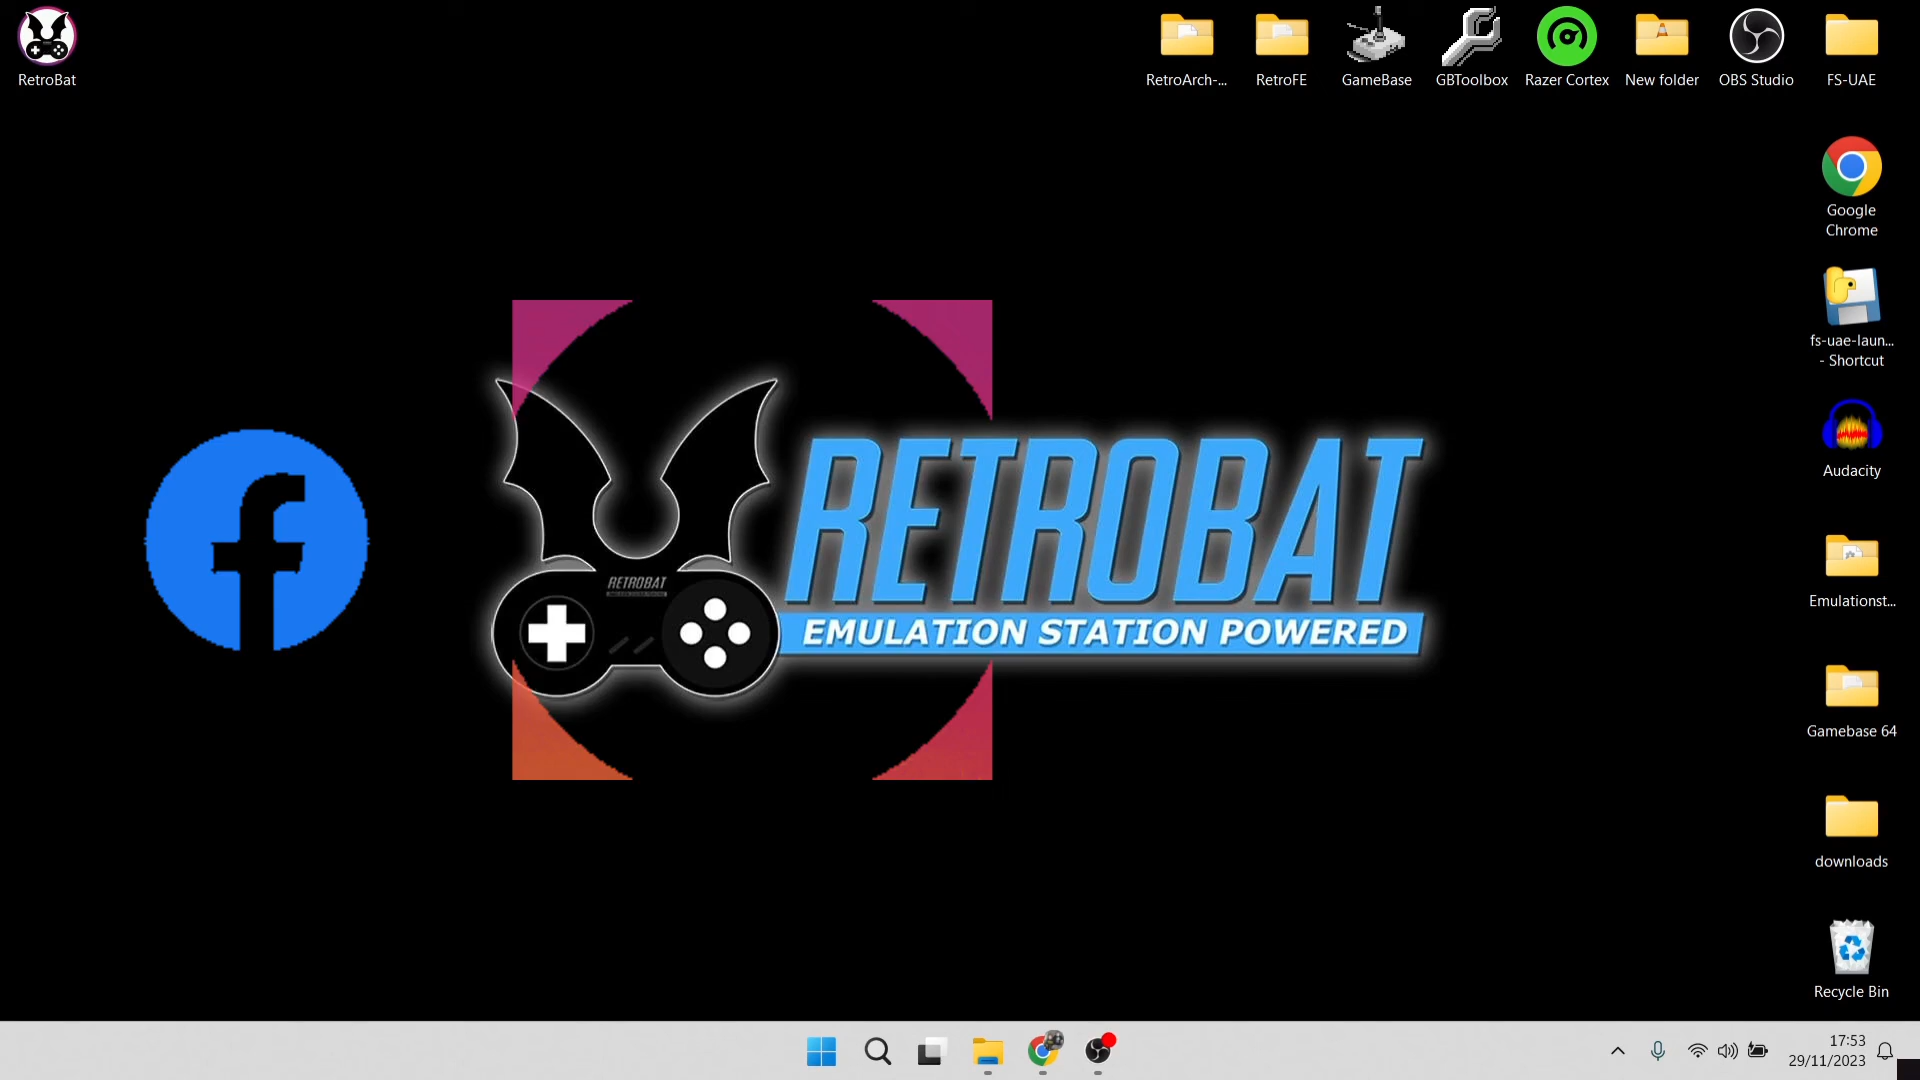 RetroBat
RetroArch-...
RetroFE
GameBase
GBToolbox
Razer Cortex
New folder
OBS Studio
FS-UAE
Google
Chrome
fs-uae-laun...
- Shortcut
Audacity
Emulationst...
Gamebase 64
downloads
Recycle Bin
RETROBAT
RETROBAT
EMULATION STATION POWERED
17:53
29/11/2023